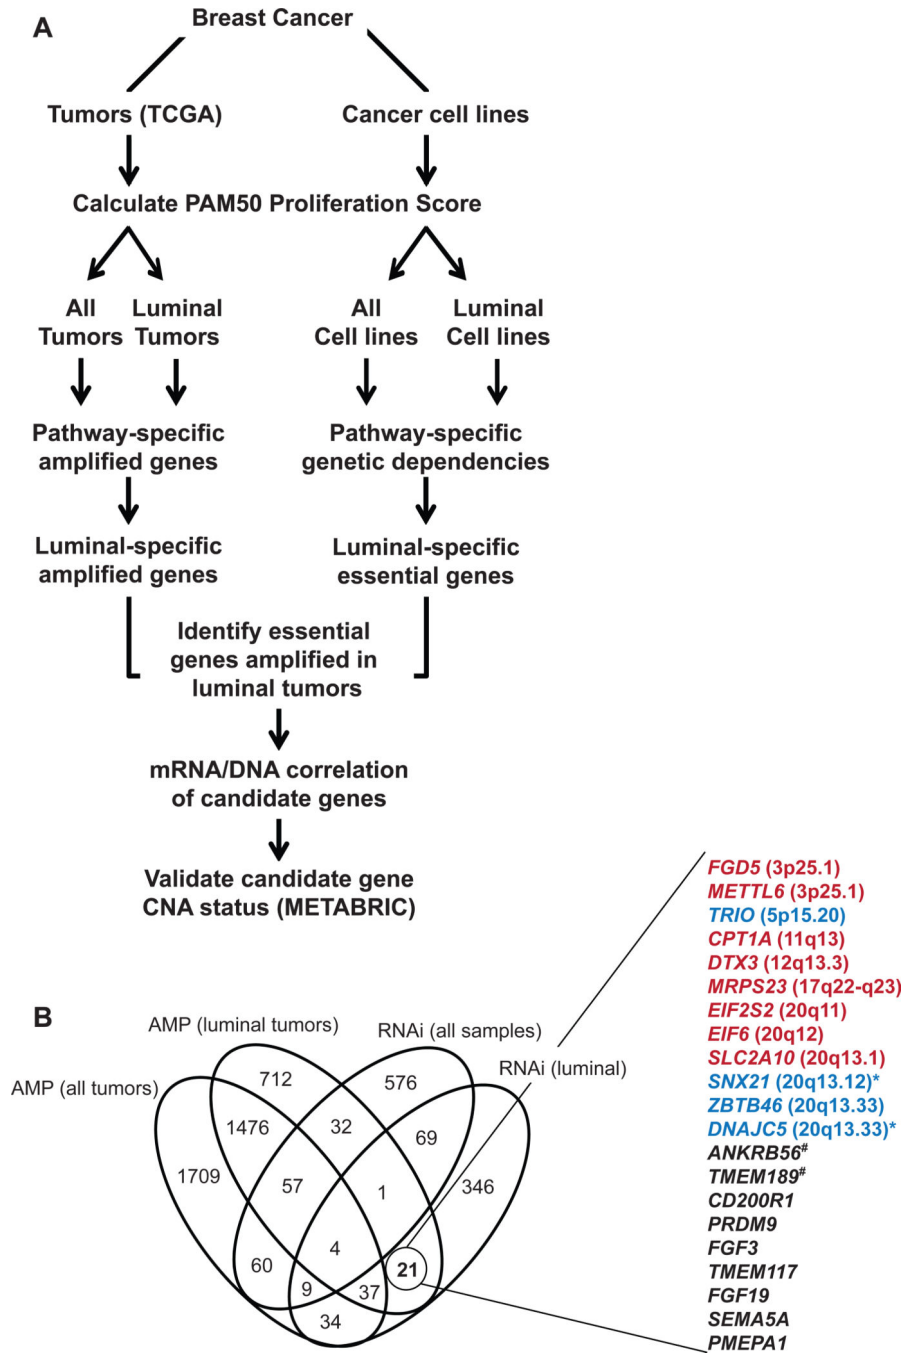 A
Breast Cancer
Tumors (TCGA)
Cancer cell lines
Calculate PAM50 Proliferation Score
All
Tumors
Luminal
Tumors
All
Cell lines
Luminal
Cell lines
Pathway-specific
amplified genes
Pathway-specific
genetic dependencies
Luminal-specific
amplified genes
Luminal-specific
essential genes
Identify essential
genes amplified in
luminal tumors
mRNA/DNA correlation
of candidate genes
Validate candidate gene
CNA status (METABRIC)
B
AMP (all tumors)
AMP (luminal tumors)
RNAi (all samples)
RNAi (luminal)
712
576
1476
32
69
1709
57
1
346
60
4
21
9
37
34
FGD5 (3p25.1)
METTL6 (3p25.1)
TRIO (5p15.20)
CPT1A (11q13)
DTX3 (12q13.3)
MRPS23 (17q22-q23)
EIF2S2 (20q11)
EIF6 (20q12)
SLC2A10 (20q13.1)
SNX21 (20q13.12)*
ZBTB46 (20q13.33)
DNAJC5 (20q13.33)*
ANKRB56#
TMEM189#
CD200R1
PRDM9
FGF3
TMEM117
FGF19
SEMA5A
PMEPA1